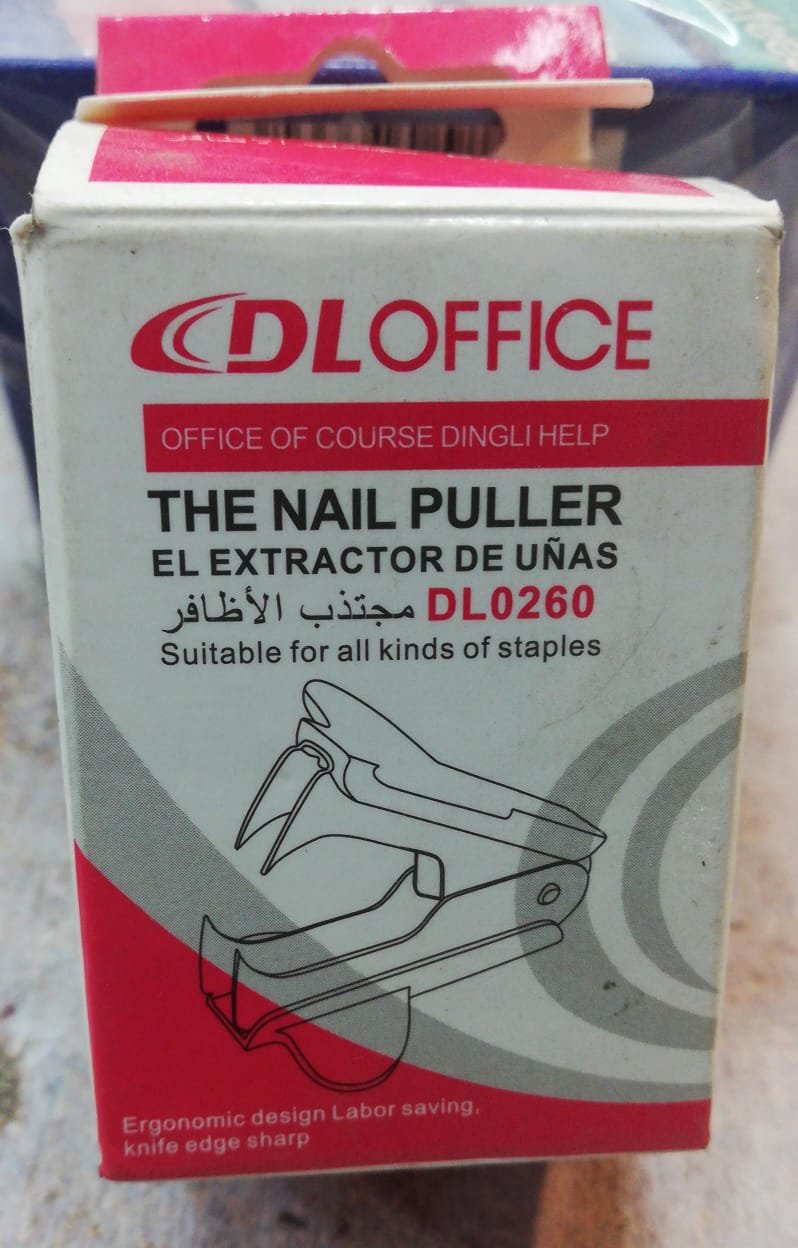 DLOFFICE
OFFICE OF COURSE DINGLI HELP
THE NAIL PULLER
EL EXTRACTOR DE UÑAS
مجتذب الأظافر DL0260
Suitable for all kinds of staples
Ergonomic design Labor saving,
knife edge sharp